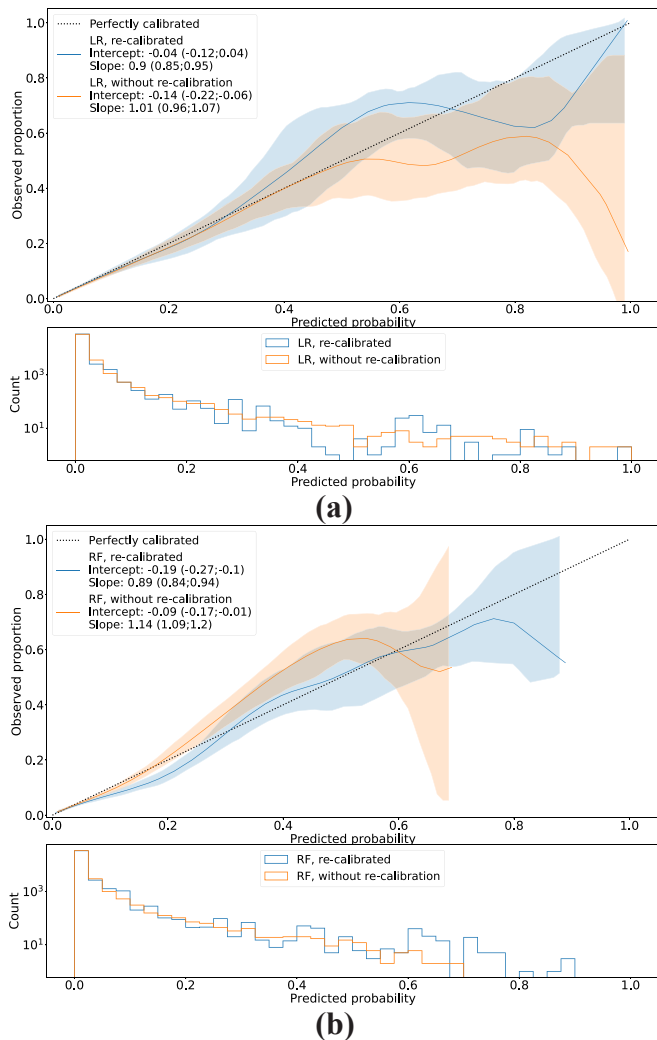 Perfectly calibrated
LR, re-calibrated
Intercept: -0.04 (-0.12;0.04)
Slope: 0.9 (0.85;0.95)
LR, without re-calibration
Intercept: -0.14 (-0.22;-0.06)
Slope: 1.01 (0.96;1.07)
Observed proportion
1.0
0.8
0.6
0.4
0.2
0.0
0.0 0.2 0.4 0.6 0.8 1.0
Predicted probability
LR, re-calibrated
LR, without re-calibration
Count
10³
10¹
0.0 0.2 0.4 0.6 0.8 1.0
Predicted probability
(a)
Perfectly calibrated
RF, re-calibrated
Intercept: -0.19 (-0.27;-0.1)
Slope: 0.89 (0.84;0.94)
RF, without re-calibration
Intercept: -0.09 (-0.17;-0.01)
Slope: 1.14 (1.09;1.2)
Observed proportion
1.0
0.8
0.6
0.4
0.2
0.0
0.0 0.2 0.4 0.6 0.8 1.0
Predicted probability
RF, re-calibrated
RF, without re-calibration
Count
10³
10¹
0.0 0.2 0.4 0.6 0.8 1.0
Predicted probability
(b)